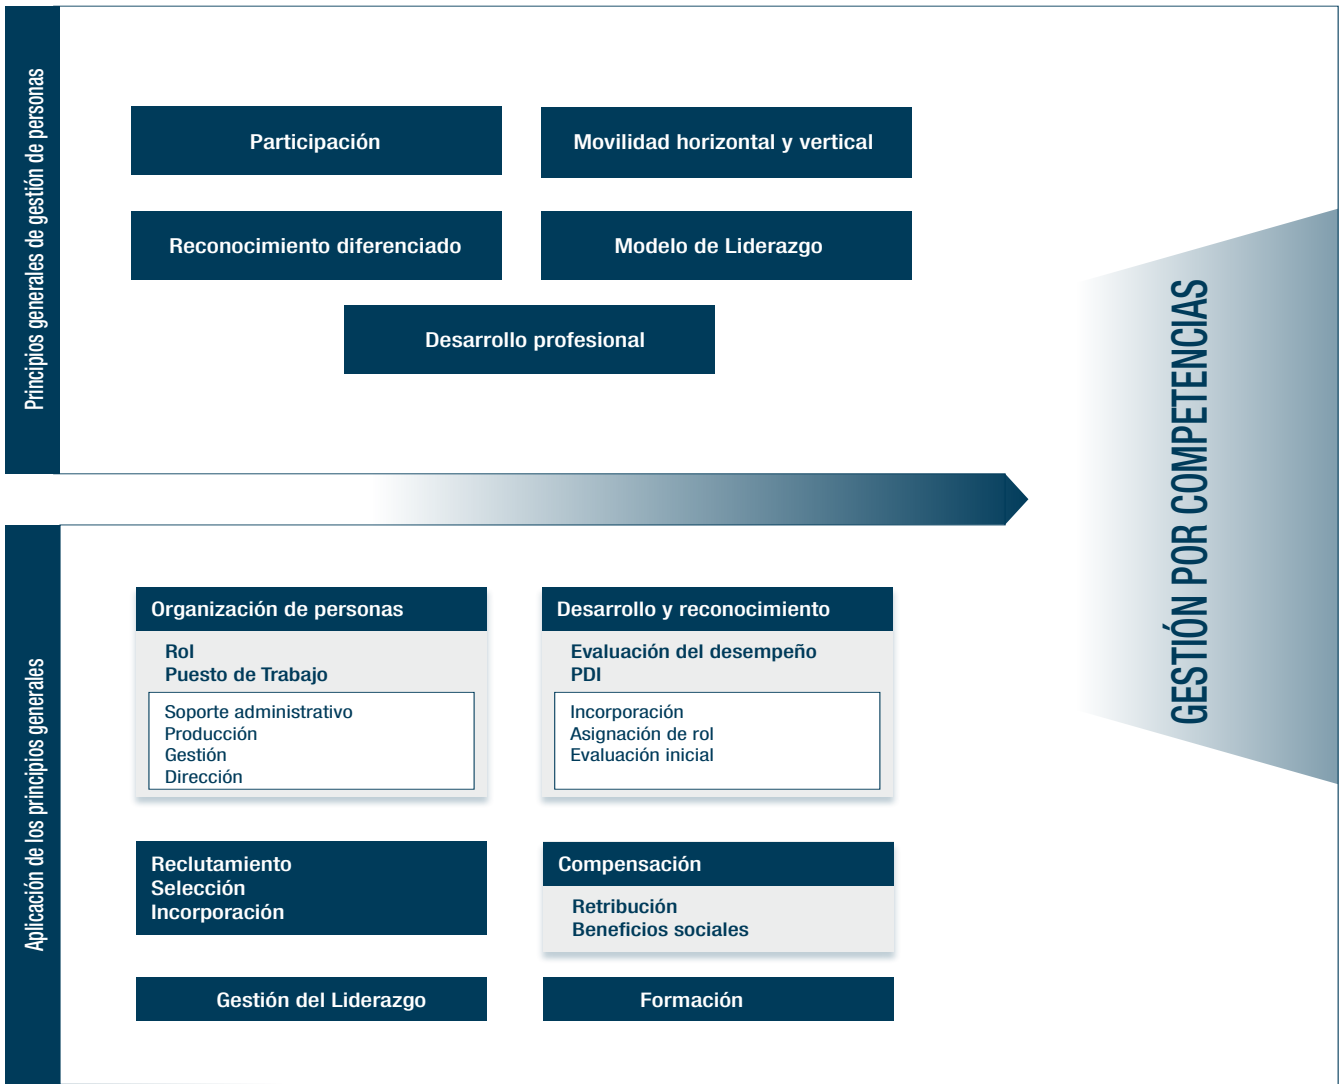 Principios generales de gestión de personas
Participación
Movilidad horizontal y vertical
Reconocimiento diferenciado
Modelo de Liderazgo
Desarrollo profesional
GESTIÓN POR COMPETENCIAS
Aplicación de los principios generales
Organización de personas
Rol
Puesto de Trabajo
Soporte administrativo
Producción
Gestión
Dirección
Desarrollo y reconocimiento
Evaluación del desempeño
PDI
Incorporación
Asignación de rol
Evaluación inicial
Reclutamiento
Selección
Incorporación
Compensación
Retribución
Beneficios sociales
Gestión del Liderazgo
Formación